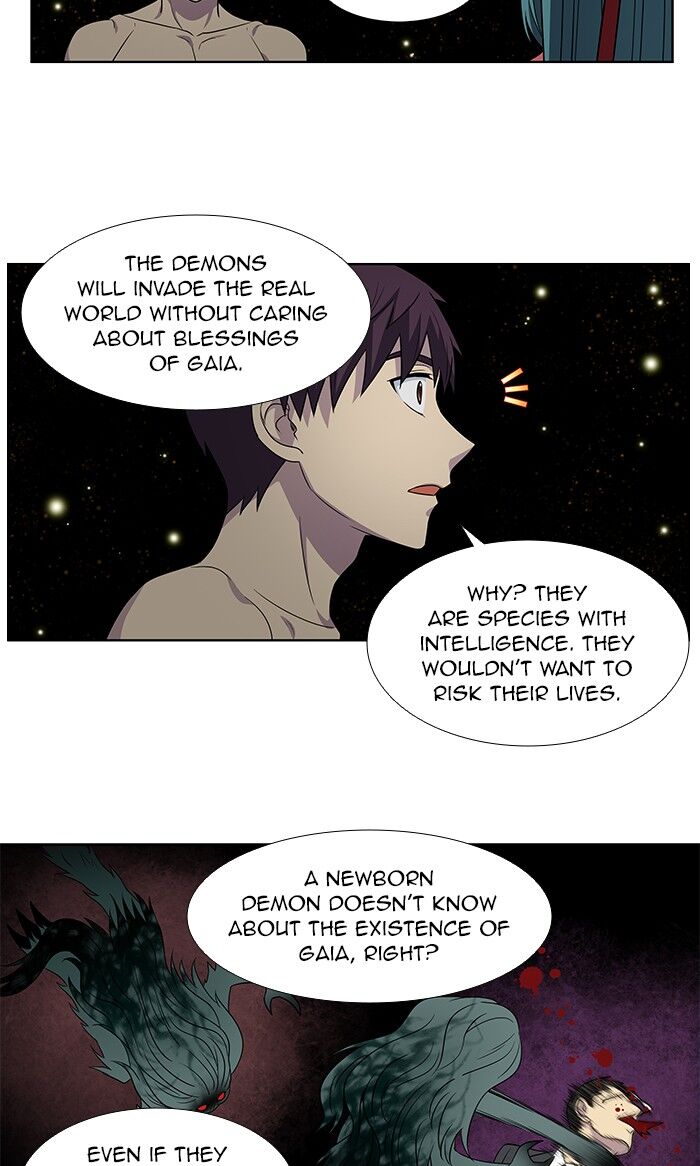 THE DEMONS
WILL INVADE THE REAL
WORLD WITHOUT CARING
ABOUT BLESSINGS
OF GAIA.
WHY? THEY
ARE SPECIES WITH
INTELLIGENCE. THEY
WOULDN'T WANT TO
RISK THEIR LIVES.
A NEWBORN
DEMON DOESN'T KNOW
ABOUT THE EXISTENCE OF
GAIA, RIGHT?
EVEN IF THEY